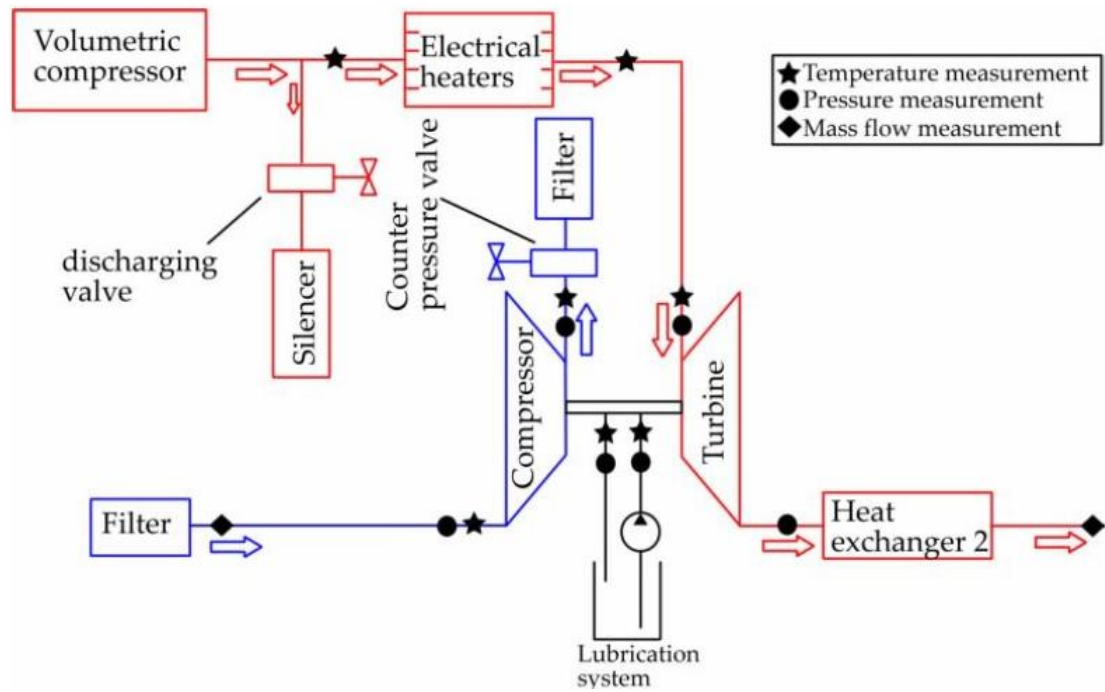 Volumetric
compressor
Electrical
heaters
Temperature measurement
Pressure measurement
Mass flow measurement
discharging
valve
Silencer
Counter
pressure valve
Filter
Compressor
Turbine
Filter
Heat
exchanger 2
Lubrication
system